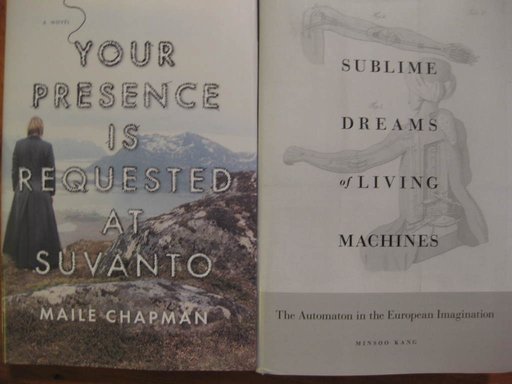 a novel
YOUR
PRESENCE
IS
REQUESTED
AT
SUVANTO
MAILE CHAPMAN
SUBLIME
DREAMS
of LIVING
MACHINES
The Automaton in the European Imagination
MINSOO KANG